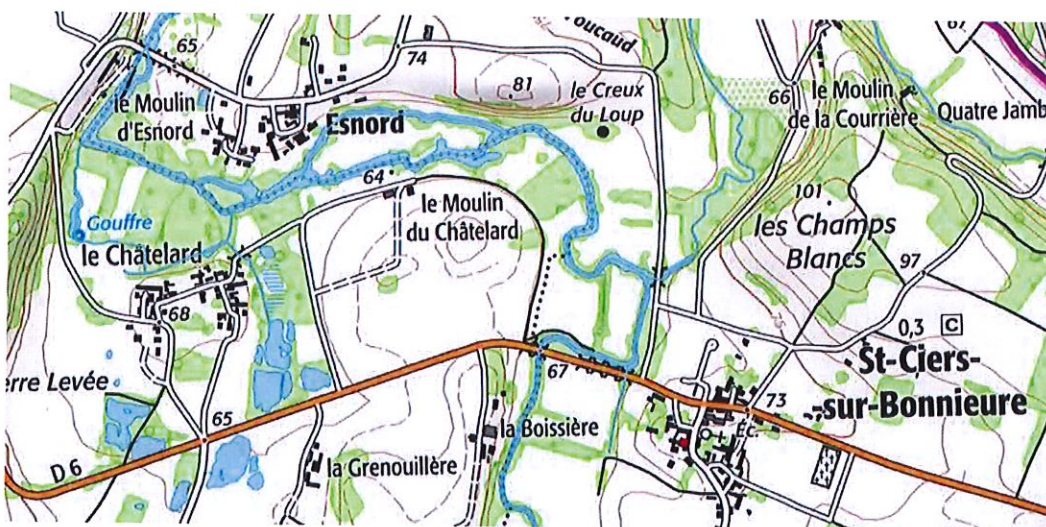 65
le Moulin
d'Esnord
Esnord
74
81
le Creux
du Loup
66
le Moulin
de la Courrière
Quatre Jamb
64
le Moulin
du Châtelard
Gouffre
le Châtelard
68
101
les Champs
Blancs
97
0,3 C
St-Ciers-
-sur-Bonnieure
75
67
73
Éc.
erre Levée
65
D 6
la Grenouillère
la Boissière